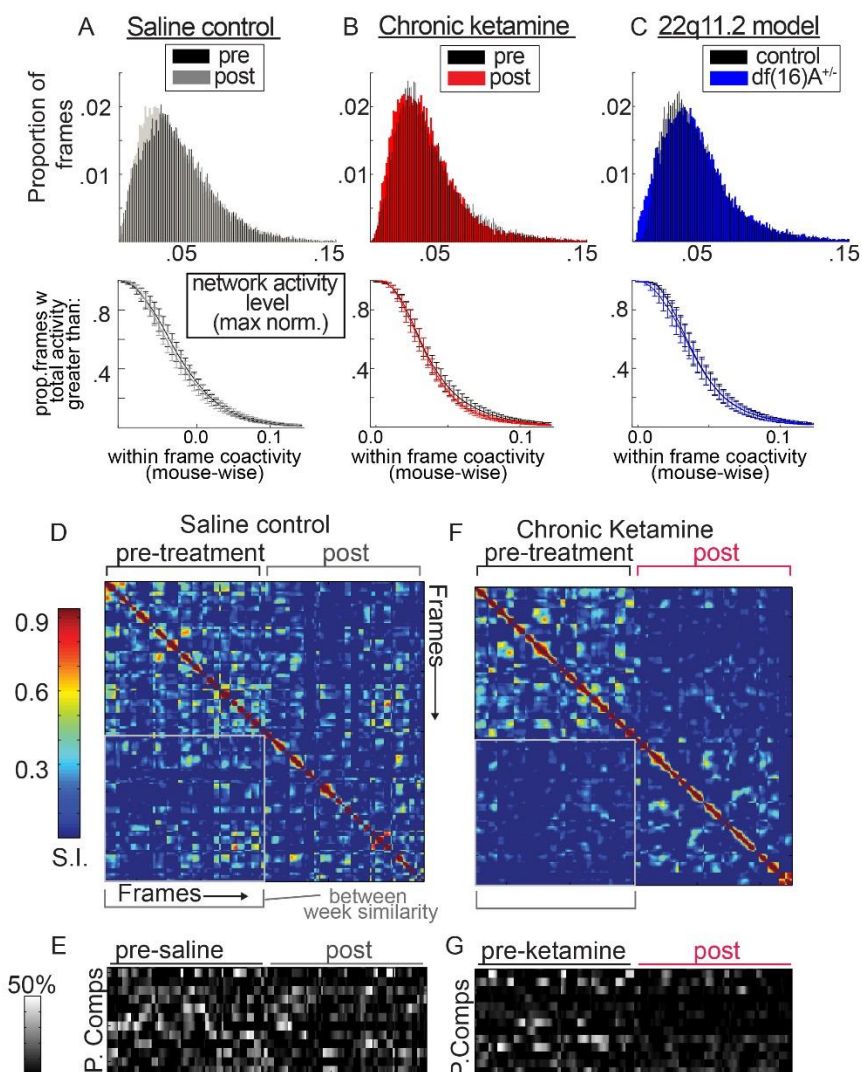 A Saline control
pre
post
B Chronic ketamine
pre
post
C 22q11.2 model
control
df(16)A+/-
Proportion of
frames
.02
.01
.05 .15
.02
.01
.05 .15
.02
.01
.05 .15
prop.frames w
total activity
greater than:
.8
.4
network activity
level
(max norm.)
0.0 0.1
within frame coactivity
(mouse-wise)
.8
.4
0.0 0.1
within frame coactivity
(mouse-wise)
.8
.4
0.0 0.1
within frame coactivity
(mouse-wise)
D Saline control
pre-treatment post
0.9
0.6
0.3
S.I.
Frames
Frames
between
week similarity
F Chronic Ketamine
pre-treatment post
E pre-saline post
50%
P. Comps
G pre-ketamine post
P.Comps